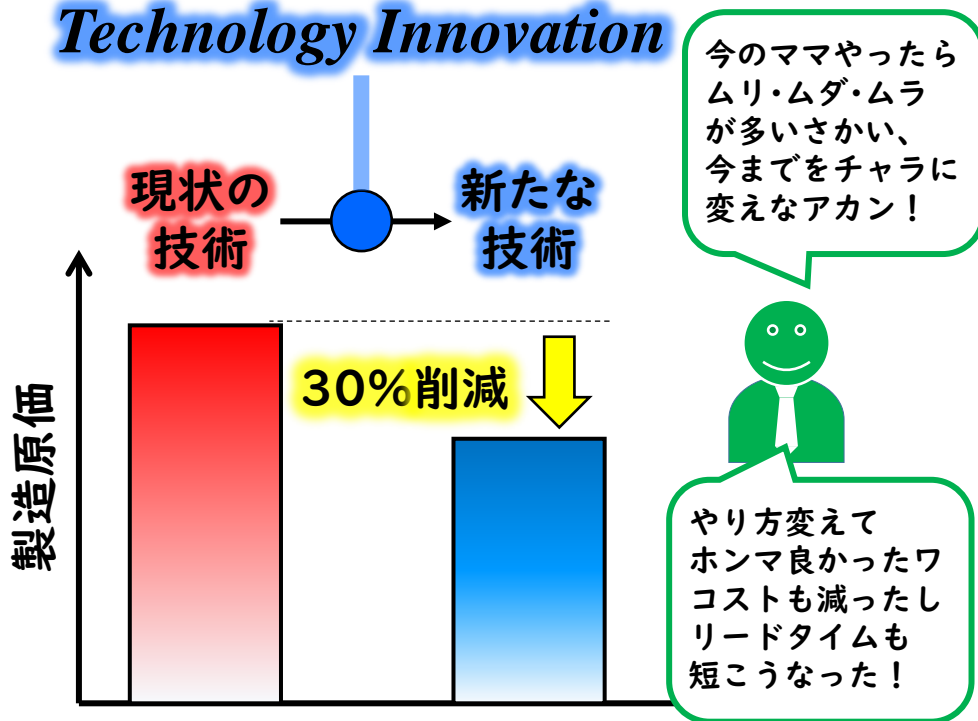 Technology Innovation
現状の
技術
新たな
技術
製造原価
30%削減
今のママやったら
ムリ・ムダ・ムラ
が多いさかい、
今までをチャラに
変えなアカン！
やり方変えて
ホンマ良かったワ
コストも減ったし
リードタイムも
短こうなった！